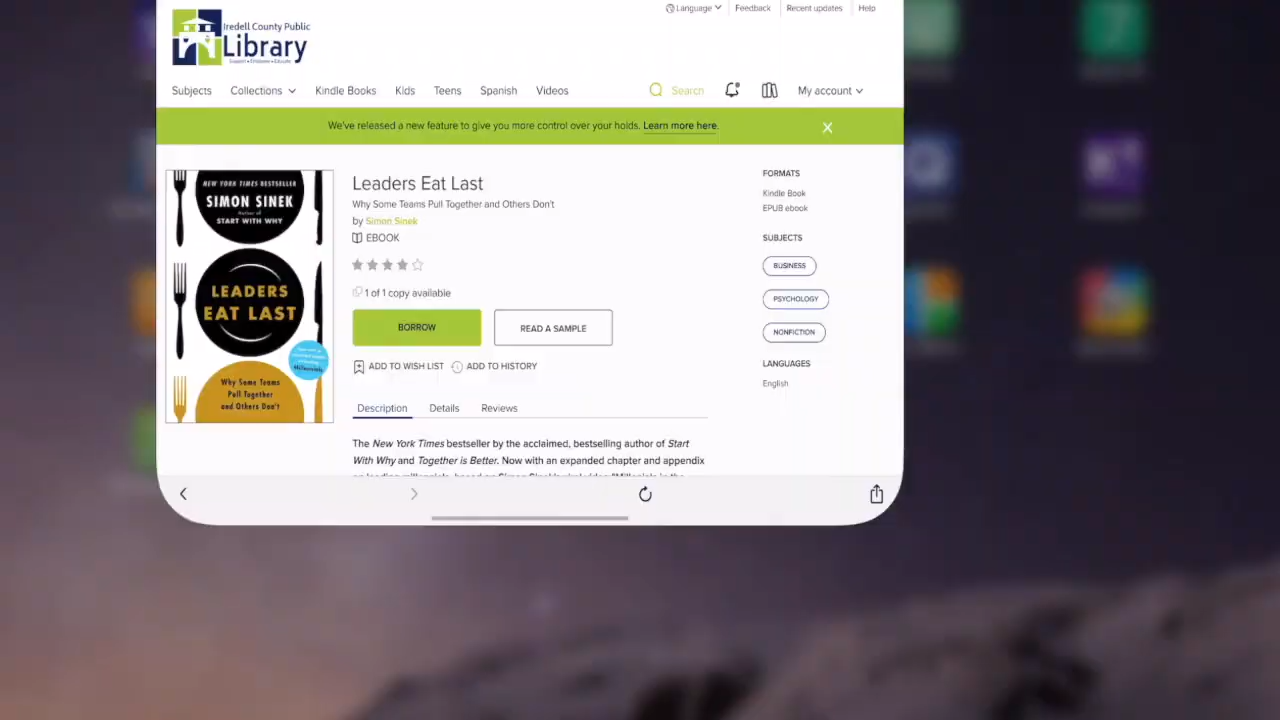 Language
Feedback
Recent updates
Help
Iredell County Public
Library
Subjects
Collections
Kindle Books
Kids
Teens
Spanish
Videos
Search
My account
We've released a new feature to give you more control over your holds. Learn more here.
NEW YORK TIMES BESTSELLER
SIMON SINEK
Author of
START WITH WHY
LEADERS
EAT LAST
Why Some Teams
Pull Together
and Others Don't
Leaders Eat Last
Why Some Teams Pull Together and Others Don't
by Simon Sinek
EBOOK
1 of 1 copy available
BORROW
READ A SAMPLE
ADD TO WISH LIST
ADD TO HISTORY
Description
Details
Reviews
The New York Times bestseller by the acclaimed, bestselling author of Start
With Why and Together is Better. Now with an expanded chapter and appendix
FORMATS
Kindle Book
EPUB ebook
SUBJECTS
BUSINESS
PSYCHOLOGY
NONFICTION
LANGUAGES
English